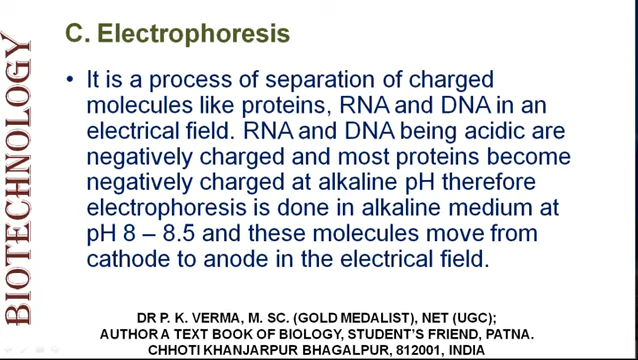 C. Electrophoresis
• It is a process of separation of charged
molecules like proteins, RNA and DNA in an
electrical field. RNA and DNA being acidic are
negatively charged and most proteins become
negatively charged at alkaline pH therefore
electrophoresis is done in alkaline medium at
pH 8 – 8.5 and these molecules move from
cathode to anode in the electrical field.
BIOTECHNOLOGY
DR P. K. VERMA, M. SC. (GOLD MEDALIST), NET (UGC);
AUTHOR A TEXT BOOK OF BIOLOGY, STUDENT'S FRIEND, PATNA.
CHHOTI KHANJARPUR BHAGALPUR, 812001, INDIA